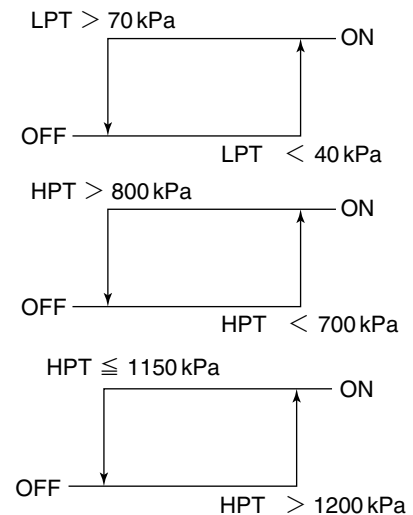 LPT > 70 kPa
ON
OFF
LPT < 40 kPa
HPT > 800 kPa
ON
OFF
HPT < 700 kPa
HPT ≦ 1150 kPa
ON
OFF
HPT > 1200 kPa